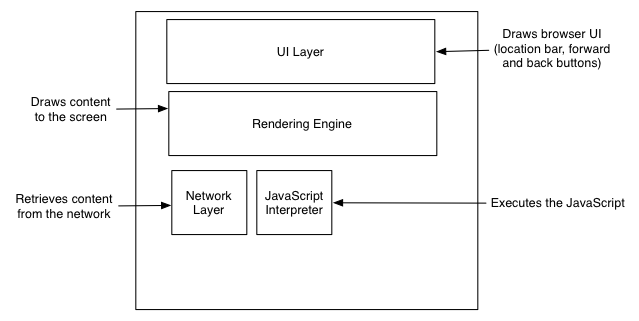 UI Layer
Draws browser UI
(location bar, forward
and back buttons)
Draws content
to the screen
Rendering Engine
Retrieves content
from the network
Network
Layer
JavaScript
Interpreter
Executes the JavaScript